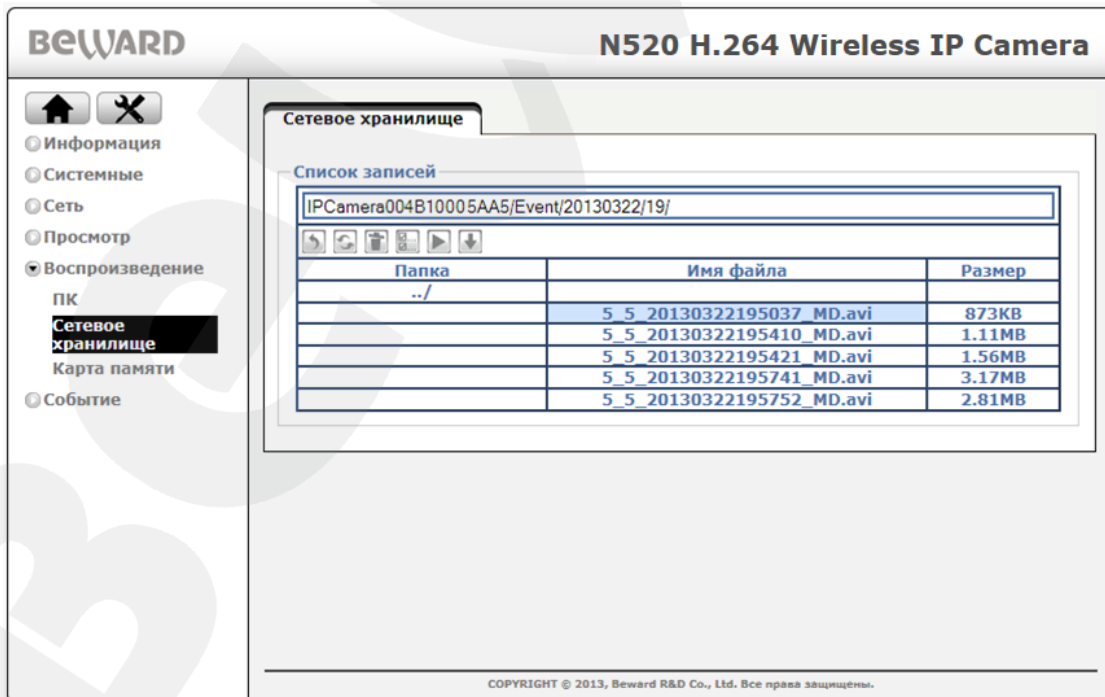 BEWARD
N520 H.264 Wireless IP Camera
Информация
Системные
Сеть
Просмотр
Воспроизведение
ПК
Сетевое
хранилище
Карта памяти
Событие
Сетевое хранилище
Список записей
IPCamera004B10005AA5/Event/20130322/19/
Папка Имя файла Размер
../
5_5_20130322195037_MD.avi 873KB
5_5_20130322195410_MD.avi 1.11MB
5_5_20130322195421_MD.avi 1.56MB
5_5_20130322195741_MD.avi 3.17MB
5_5_20130322195752_MD.avi 2.81MB
COPYRIGHT © 2013, Beward R&D Co., Ltd. Все права защищены.